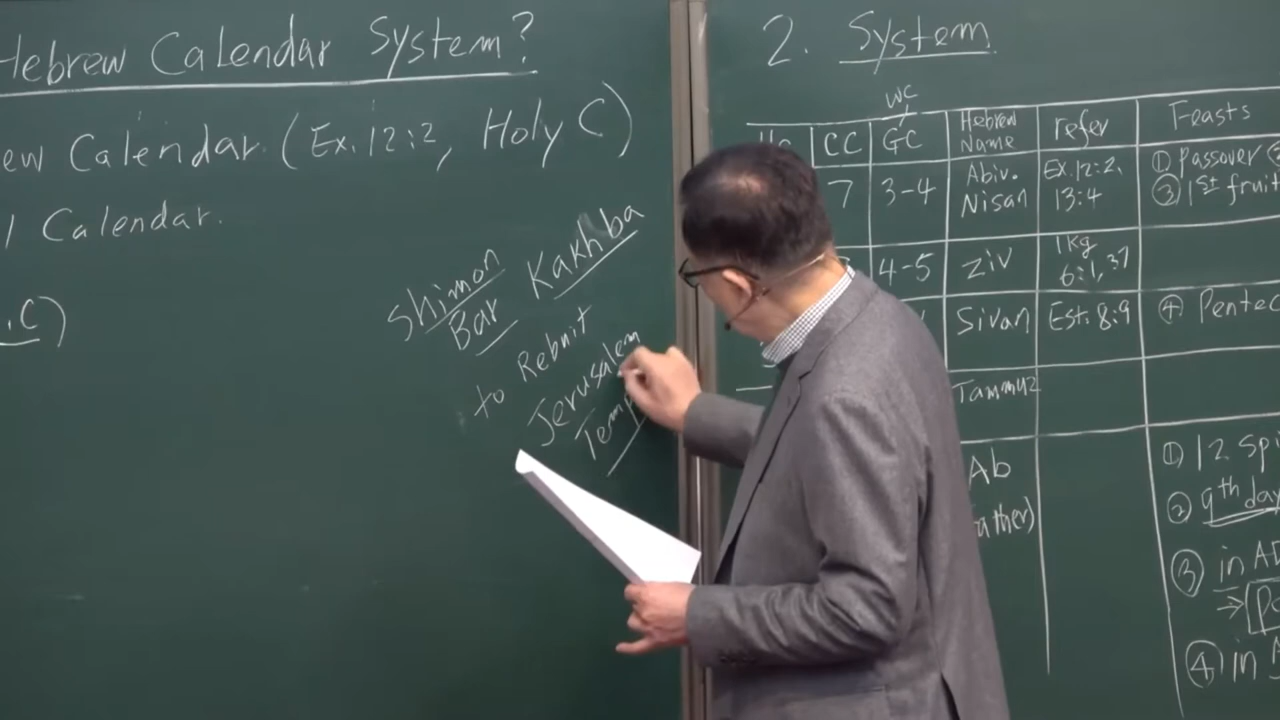 Hebrew Calendar System?
ew Calendar (Ex. 12:2, Holy C)
l Calendar.
.C)
Shimon
Bar Kakhba
to Rebuit
Jerusalem
Temp
2. System
WC
CC GC Hebrew Name refer Feasts
7 3-4 Abiv. Nisan Ex.12:2, 13:4 ① Passover
③ 1st fruit
4-5 Ziv 1kg 6:1,37
Sivan Est. 8:9 ④ Pentec
Tammuz
Ab
ather)
① 12 Spi
② 9th day
③ in AD
→
④ in A